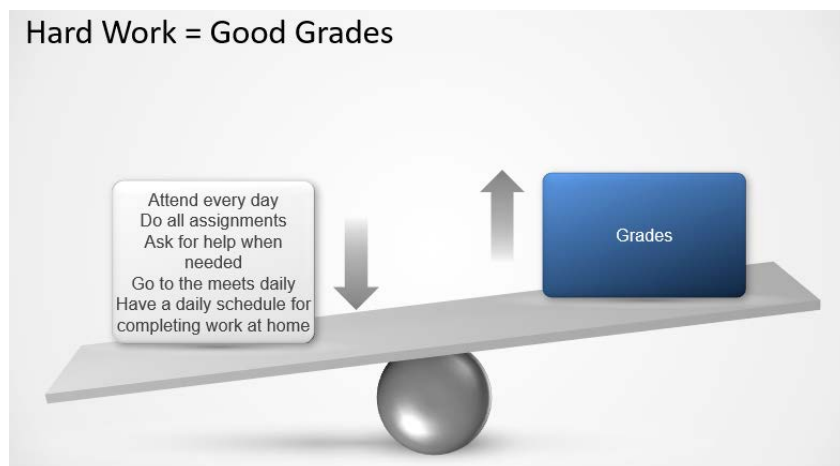 Hard Work = Good Grades
Attend every day
Do all assignments
Ask for help when
needed
Go to the meets daily
Have a daily schedule for
completing work at home
Grades